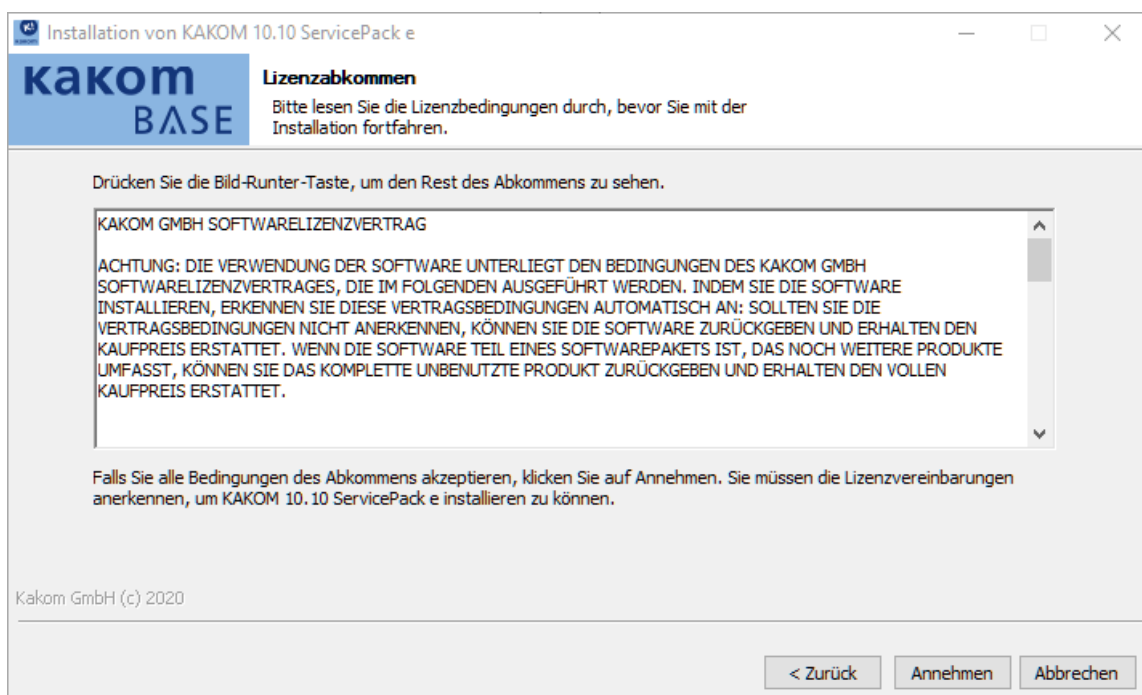 Installation von KAKOM 10.10 ServicePack e
kakom
BASE
Lizenzabkommen
Bitte lesen Sie die Lizenzbedingungen durch, bevor Sie mit der
Installation fortfahren.
Drücken Sie die Bild-Runter-Taste, um den Rest des Abkommens zu sehen.
KAKOM GMBH SOFTWARELIZENZVERTRAG
ACHTUNG: DIE VERWENDUNG DER SOFTWARE UNTERLIEGT DEN BEDINGUNGEN DES KAKOM GMBH
SOFTWARELIZENZVERTRAGES, DIE IM FOLGENDEN AUSGEFÜHRT WERDEN. INDEM SIE DIE SOFTWARE
INSTALLIEREN, ERKENNEN SIE DIESE VERTRAGSBEDINGUNGEN AUTOMATISCH AN: SOLLTEN SIE DIE
VERTRAGSBEDINGUNGEN NICHT ANERKENNEN, KÖNNEN SIE DIE SOFTWARE ZURÜCKGEBEN UND ERHALTEN DEN
KAUFPREIS ERSTATTET. WENN DIE SOFTWARE TEIL EINES SOFTWAREPAKETS IST, DAS NOCH WEITERE PRODUKTE
UMFASST, KÖNNEN SIE DAS KOMPLETTE UNBENUTZTE PRODUKT ZURÜCKGEBEN UND ERHALTEN DEN VOLLEN
KAUFPREIS ERSTATTET.
Falls Sie alle Bedingungen des Abkommens akzeptieren, klicken Sie auf Annehmen. Sie müssen die Lizenzvereinbarungen
anerkennen, um KAKOM 10.10 ServicePack e installieren zu können.
Kakom GmbH (c) 2020
< Zurück
Annehmen
Abbrechen